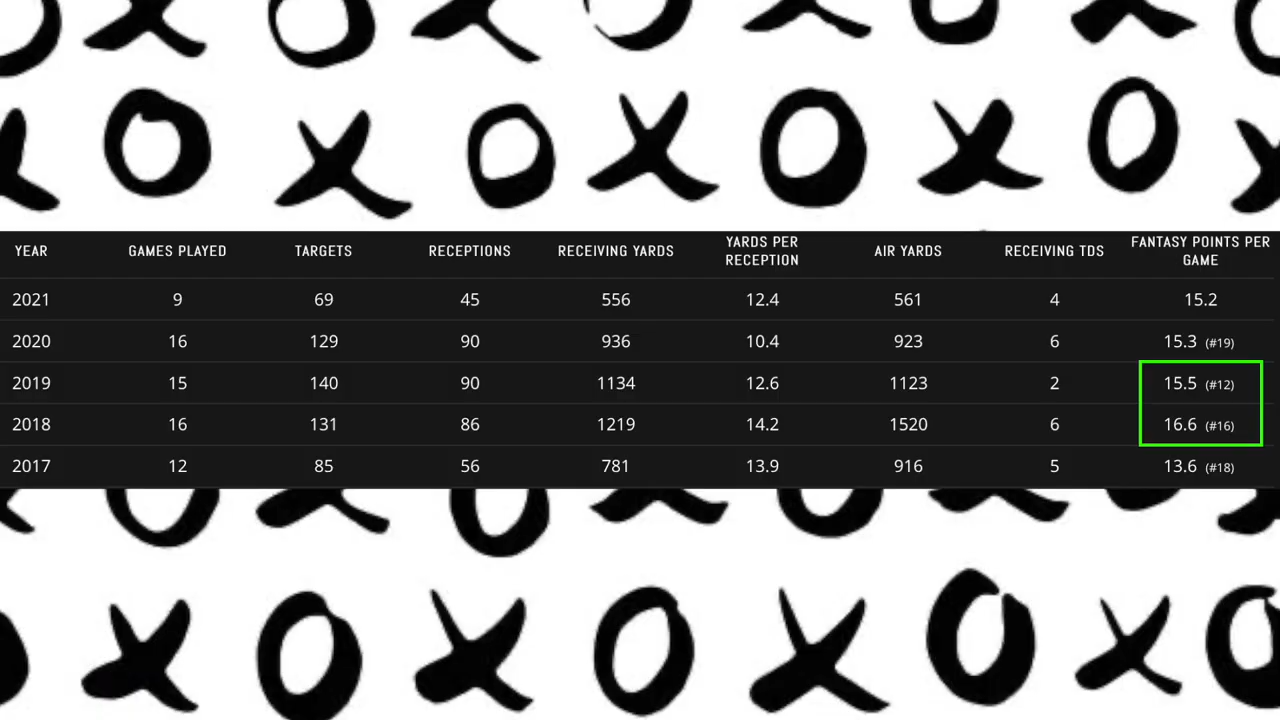 YEAR GAMES PLAYED TARGETS RECEPTIONS RECEIVING YARDS YARDS PER RECEPTION AIR YARDS RECEIVING TDS FANTASY POINTS PER GAME
2021 9 69 45 556 12.4 561 4 15.2
2020 16 129 90 936 10.4 923 6 15.3 (#19)
2019 15 140 90 1134 12.6 1123 2 15.5 (#12)
2018 16 131 86 1219 14.2 1520 6 16.6 (#16)
2017 12 85 56 781 13.9 916 5 13.6 (#18)